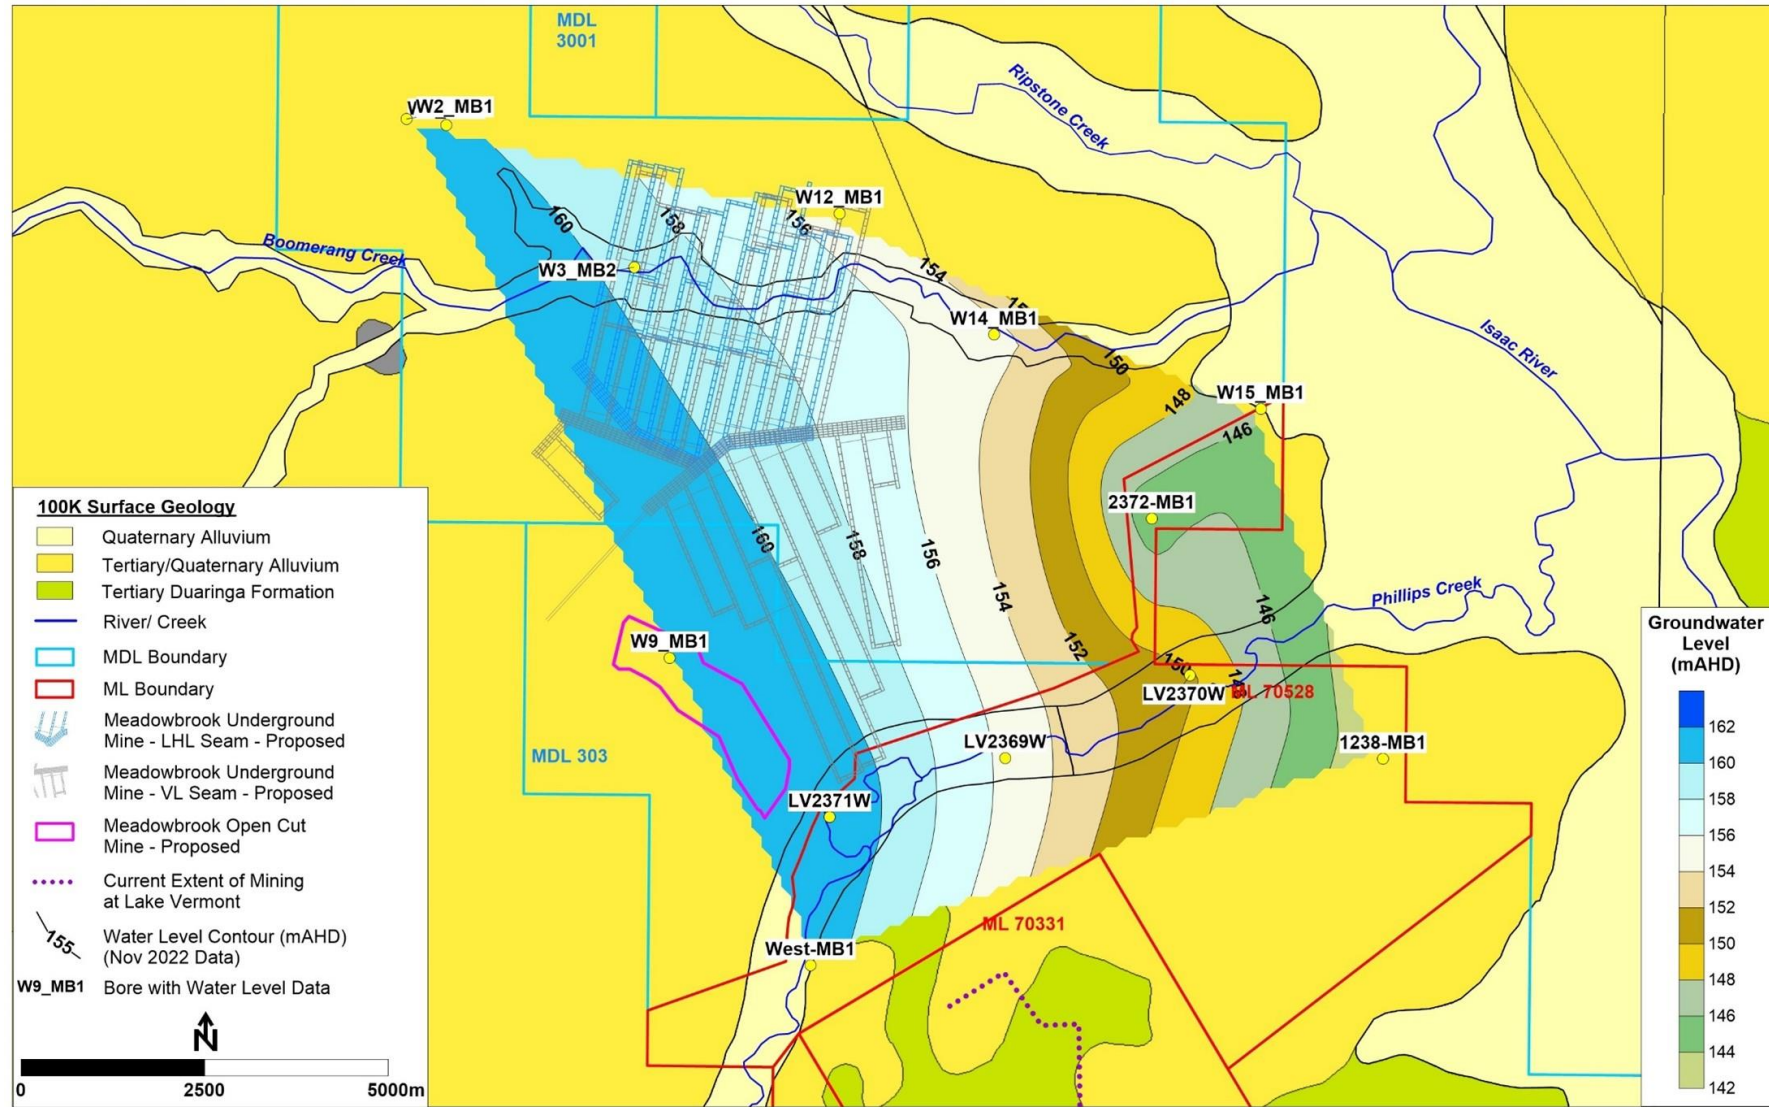 MDL
3001
W2_MB1
Ripstone Creek
W12_MB1
160
158
156
Boomerang Creek
W3_MB2
154
W14_MB1
Isaac River
150
148
W15_MB1
146
2372-MB1
160
158
156
154
146
Phillips Creek
152
W9_MB1
LV2370W
ML 70528
MDL 303
LV2369W
1238-MB1
LV2371W
ML 70331
West-MB1
100K Surface Geology
Quaternary Alluvium
Tertiary/Quaternary Alluvium
Tertiary Duaringa Formation
River/ Creek
MDL Boundary
ML Boundary
Meadowbrook Underground
Mine - LHL Seam - Proposed
Meadowbrook Underground
Mine - VL Seam - Proposed
Meadowbrook Open Cut
Mine - Proposed
Current Extent of Mining
at Lake Vermont
155
Water Level Contour (mAHD)
(Nov 2022 Data)
W9_MB1 Bore with Water Level Data
N
0 2500 5000m
Groundwater
Level
(mAHD)
162
160
158
156
154
152
150
148
146
144
142